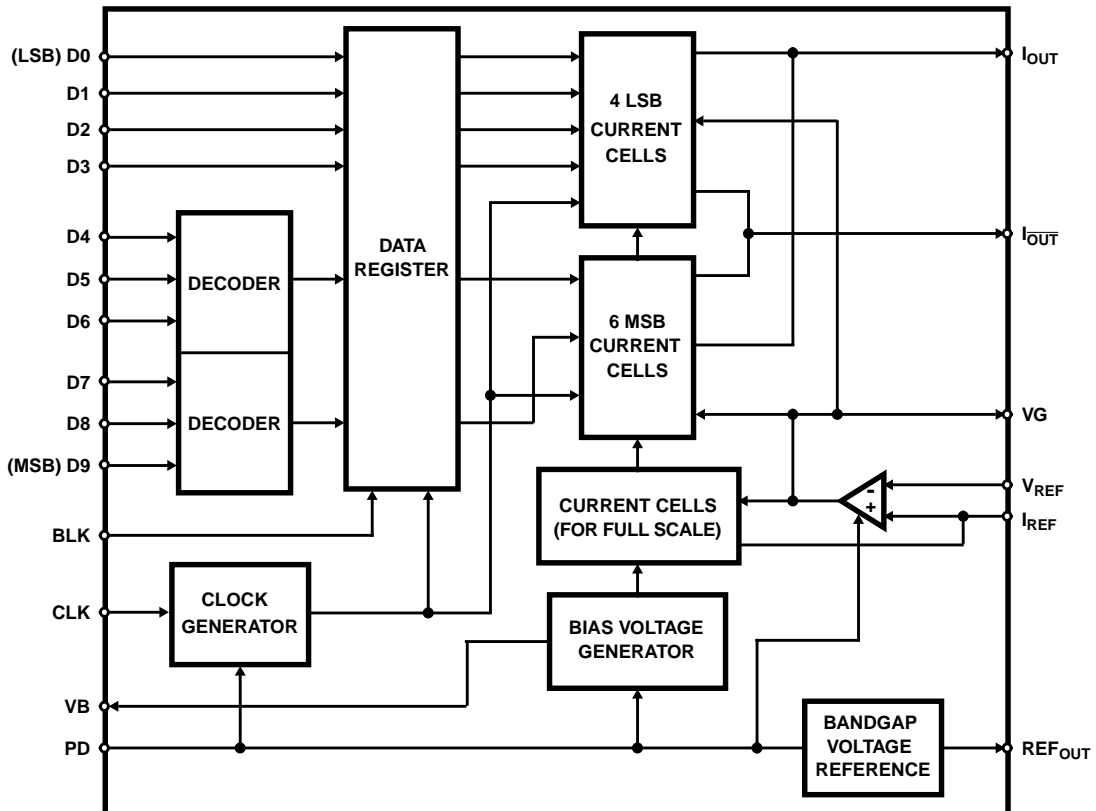 (LSB) D0
D1
D2
D3
D4
D5
D6
D7
D8
(MSB) D9
BLK
CLK
VB
PD
DECODER
DECODER
DATA
REGISTER
CLOCK
GENERATOR
4 LSB
CURRENT
CELLS
6 MSB
CURRENT
CELLS
CURRENT CELLS
(FOR FULL SCALE)
BIAS VOLTAGE
GENERATOR
-
+
BANDGAP
VOLTAGE
REFERENCE
IOUT
IOUT
VG
VREF
IREF
REFOUT